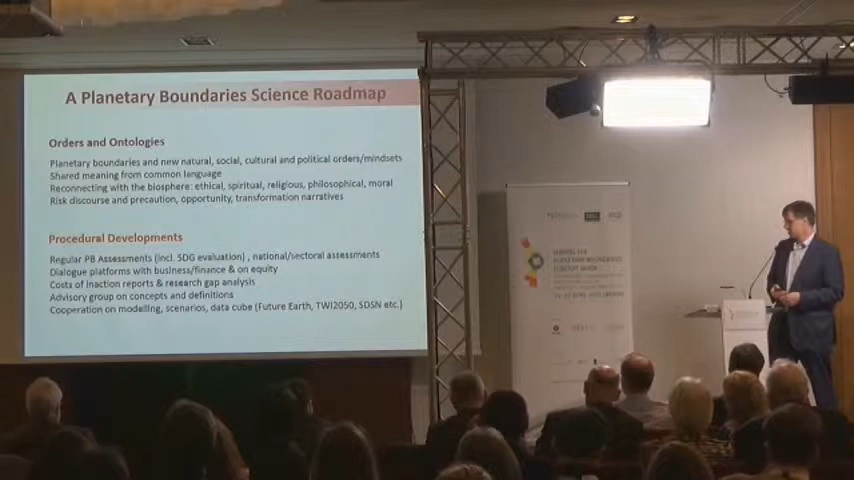 A Planetary Boundaries Science Roadmap
Orders and Ontologies
Planetary boundaries and new natural, social, cultural and political orders/mindsets
Shared meaning from common language
Reconnecting with the biosphere: ethical, spiritual, religious, philosophical, moral
Risk discourse and precaution, opportunity, transformation narratives
Procedural Developments
Regular PB Assessments (incl. SDG evaluation) , national/sectoral assessments
Dialogue platforms with business/finance & on equity
Costs of inaction reports & research gap analysis
Advisory group on concepts and definitions
Cooperation on modelling, scenarios, data cube (Future Earth, TWI2050, SDSN etc.)
PLANETARY BOUNDARIES